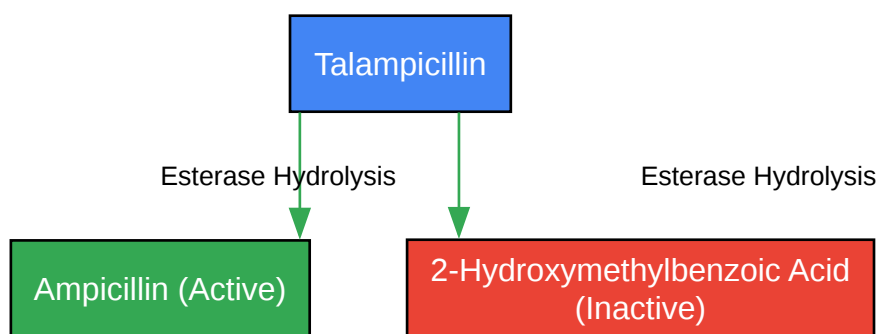 Talampicillin
Esterase Hydrolysis
Esterase Hydrolysis
Ampicillin (Active)
2-Hydroxymethylbenzoic Acid
(Inactive)